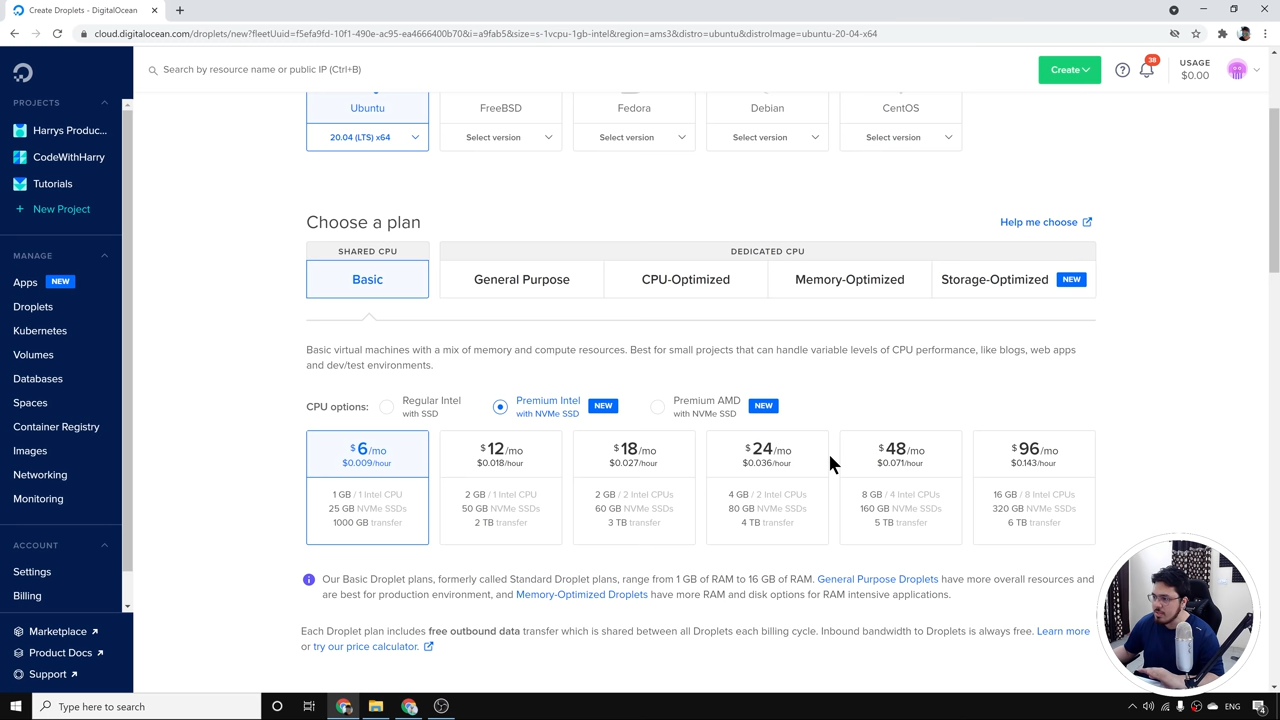 Create Droplets - DigitalOcean
cloud.digitalocean.com/droplets/new?fleetUuid=f5efa9fd-10f1-490e-ac95-ea4666400b70&i=a9fab5&size=s-1vcpu-1gb-intel&region=ams3&distro=ubuntu&distroImage=ubuntu-20-04-x64
Search by resource name or public IP (Ctrl+B)
Create
38
USAGE
$0.00
PROJECTS
Harrys Produc...
CodeWithHarry
Tutorials
+ New Project
MANAGE
Apps NEW
Droplets
Kubernetes
Volumes
Databases
Spaces
Container Registry
Images
Networking
Monitoring
ACCOUNT
Settings
Billing
Marketplace
Product Docs
Support
Ubuntu
20.04 (LTS) x64
FreeBSD
Select version
Fedora
Select version
Debian
Select version
CentOS
Select version
Choose a plan
Help me choose
SHARED CPU
DEDICATED CPU
Basic
General Purpose
CPU-Optimized
Memory-Optimized
Storage-Optimized NEW
Basic virtual machines with a mix of memory and compute resources. Best for small projects that can handle variable levels of CPU performance, like blogs, web apps
and dev/test environments.
CPU options:
Regular Intel
with SSD
Premium Intel
with NVMe SSD
NEW
Premium AMD
with NVMe SSD
NEW
$6/mo
$0.009/hour
1 GB / 1 Intel CPU
25 GB NVMe SSDs
1000 GB transfer
$12/mo
$0.018/hour
2 GB / 1 Intel CPU
50 GB NVMe SSDs
2 TB transfer
$18/mo
$0.027/hour
2 GB / 2 Intel CPUs
60 GB NVMe SSDs
3 TB transfer
$24/mo
$0.036/hour
4 GB / 2 Intel CPUs
80 GB NVMe SSDs
4 TB transfer
$48/mo
$0.071/hour
8 GB / 4 Intel CPUs
160 GB NVMe SSDs
5 TB transfer
$96/mo
$0.143/hour
16 GB / 8 Intel CPUs
320 GB NVMe SSDs
6 TB transfer
Our Basic Droplet plans, formerly called Standard Droplet plans, range from 1 GB of RAM to 16 GB of RAM. General Purpose Droplets have more overall resources and
are best for production environment, and Memory-Optimized Droplets have more RAM and disk options for RAM intensive applications.
Each Droplet plan includes free outbound data transfer which is shared between all Droplets each billing cycle. Inbound bandwidth to Droplets is always free. Learn more
or try our price calculator.
Type here to search
ENG
4